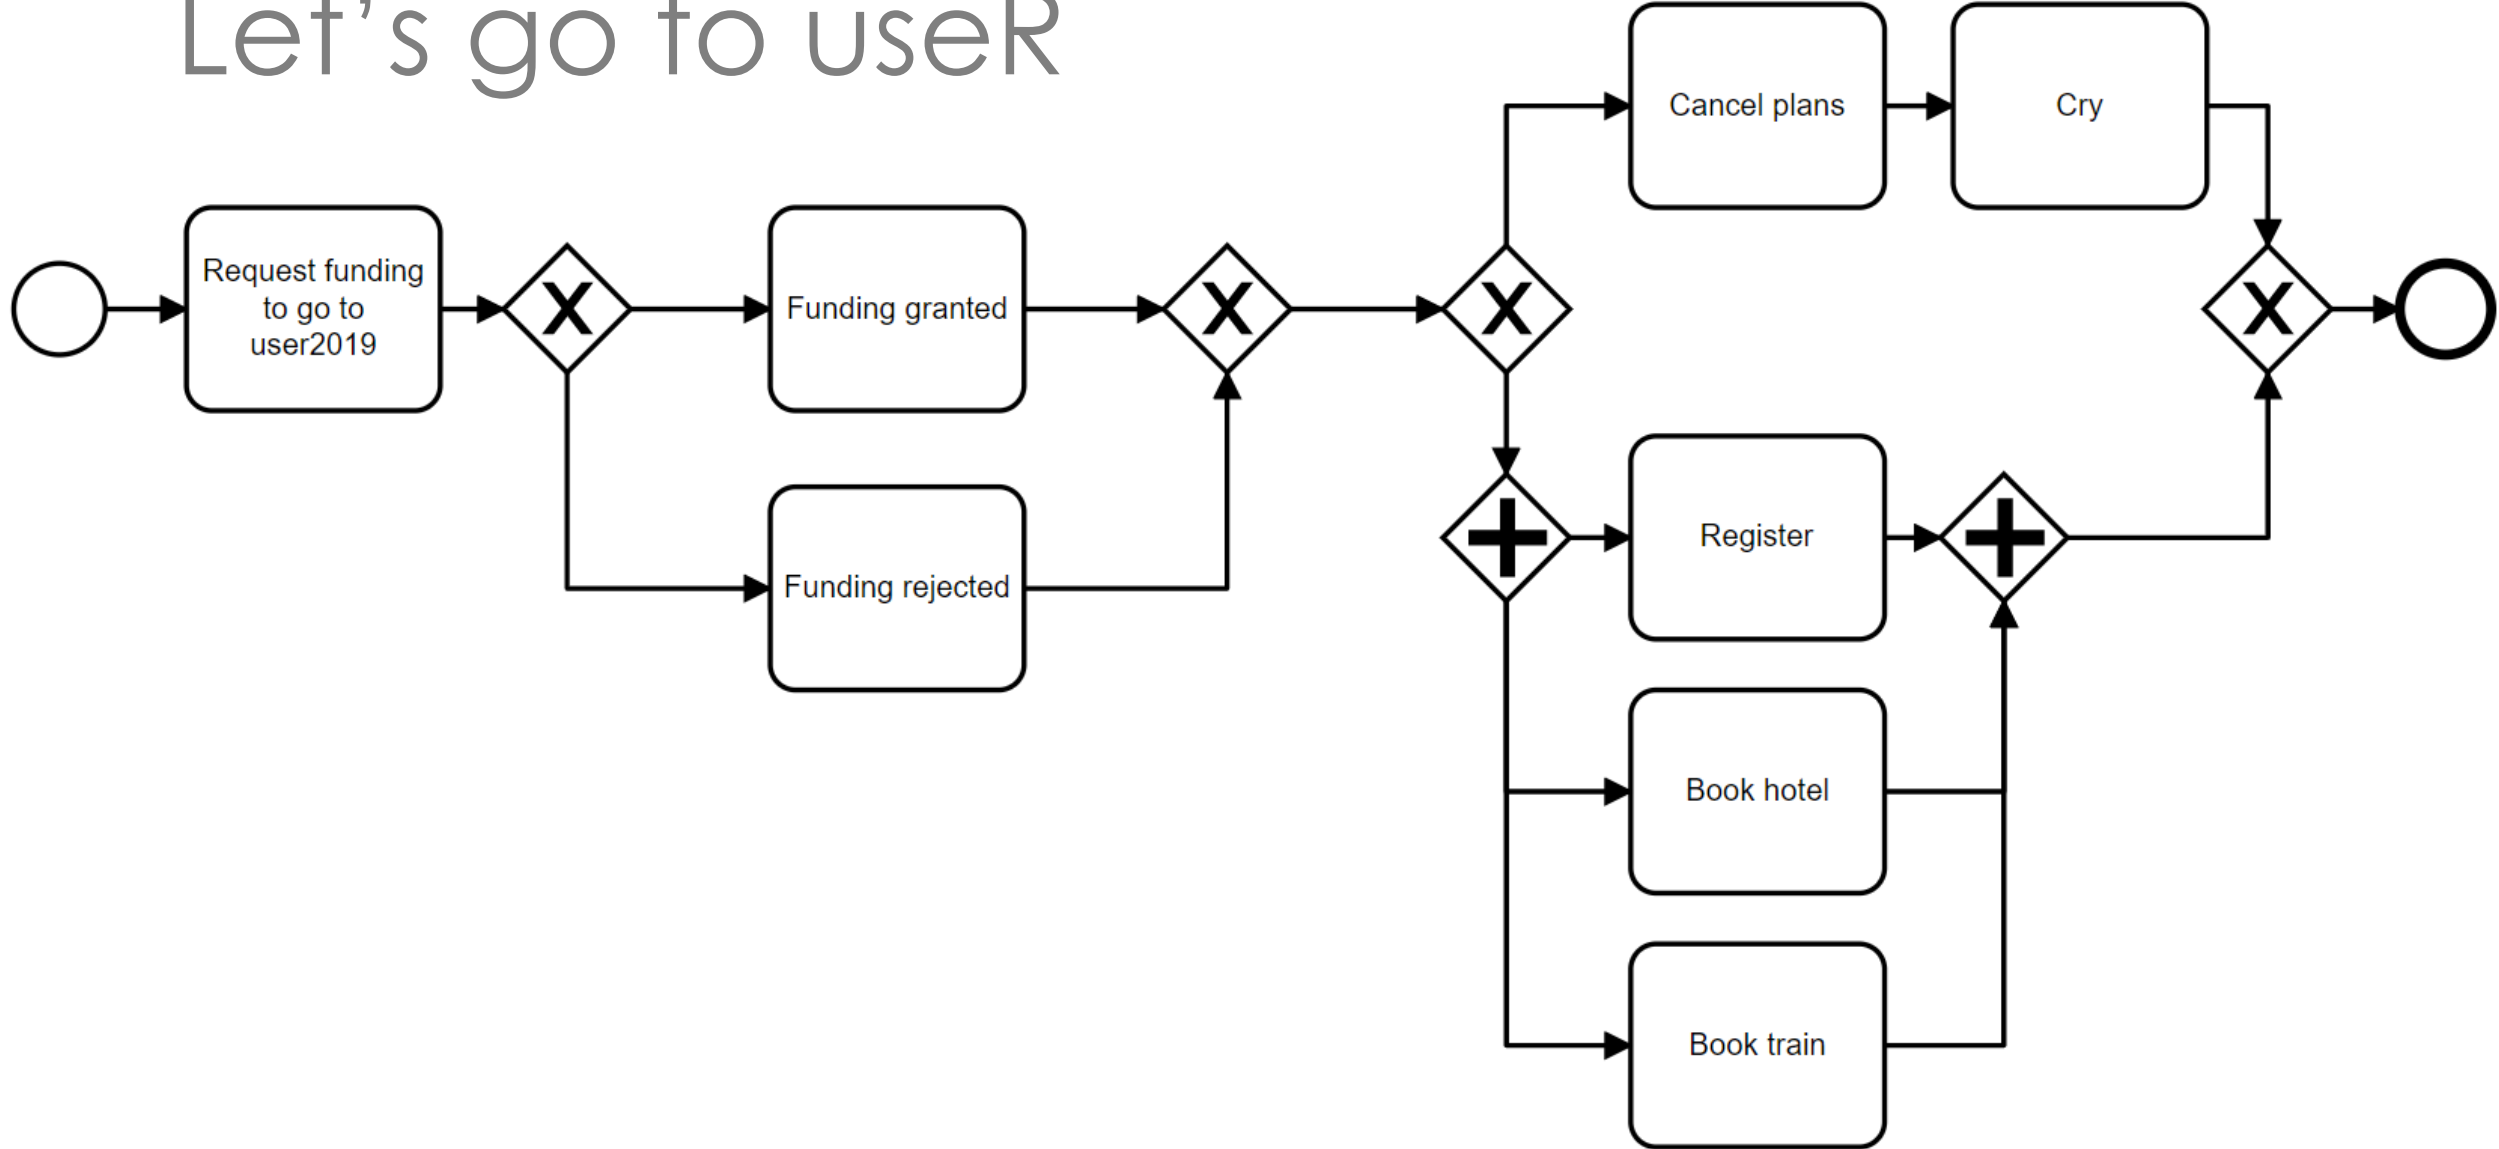 Let's go to useR
Cancel plans
Cry
Request funding
to go to
user2019
X
Funding granted
X
X
X
Funding rejected
Register
Book hotel
Book train